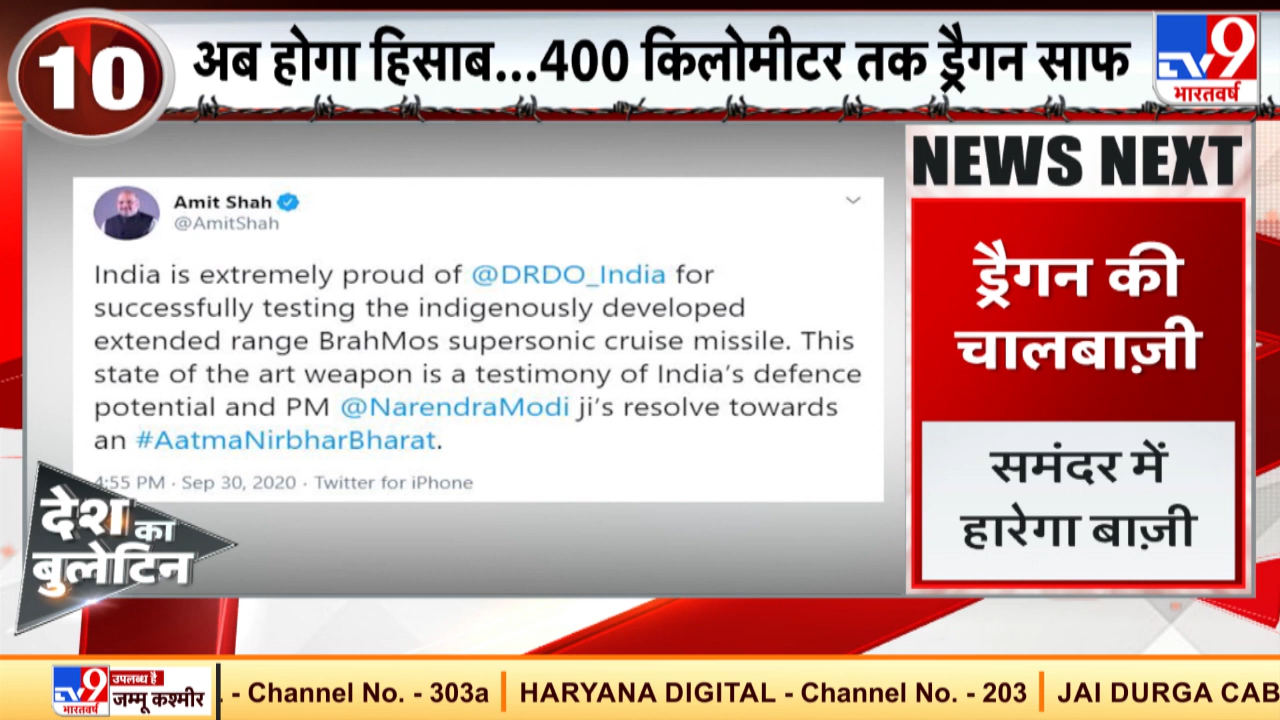 10
अब होगा हिसाब...400 किलोमीटर तक ड्रैगन साफ
TV9
भारतवर्ष
NEWS NEXT
ड्रैगन की
चालबाज़ी
समंदर में
हारेगा बाज़ी
Amit Shah
@AmitShah
India is extremely proud of @DRDO_India for
successfully testing the indigenously developed
extended range BrahMos supersonic cruise missile. This
state of the art weapon is a testimony of India's defence
potential and PM @NarendraModi ji's resolve towards
an #AatmaNirbharBharat.
4:55 PM · Sep 30, 2020 · Twitter for iPhone
देश का
बुलेटिन
TV9
भारतवर्ष
उपलब्ध है
जम्मू कश्मीर
- Channel No. - 303a | HARYANA DIGITAL - Channel No. - 203 | JAI DURGA CAB